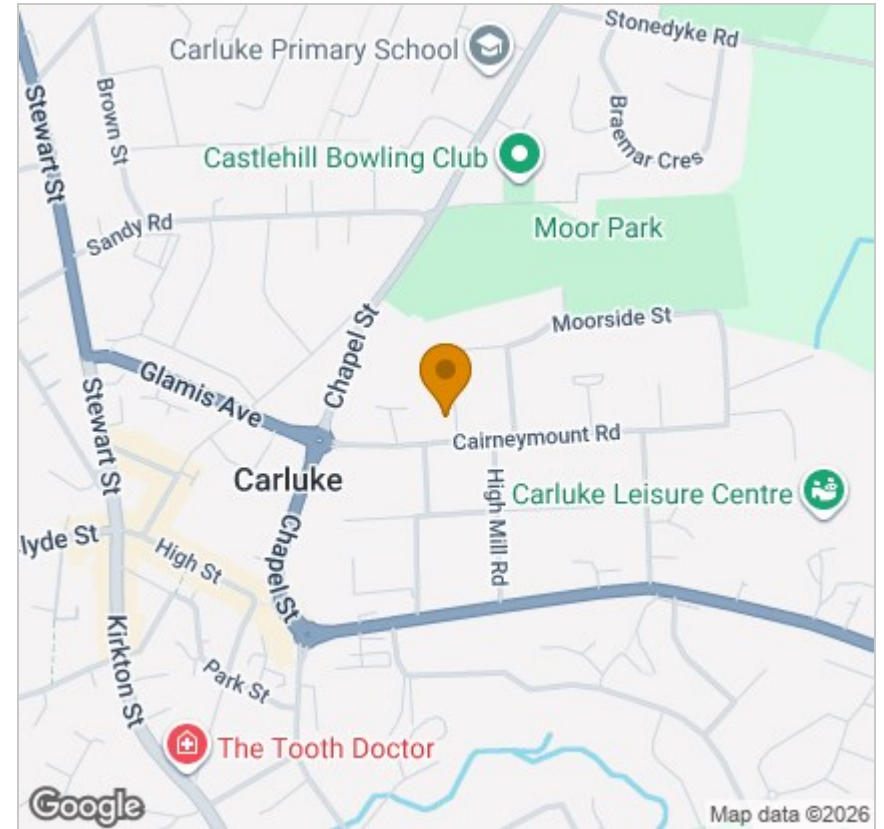 Stonedyke Rd
Carluke Primary School
Stewart St
Brown St
Braemar Cres
Castlehill Bowling Club
Sandy Rd
Moor Park
Moorside St
Chapel St
Glamis Ave
Cairneymount Rd
Stewart St
Carluke
High Mill Rd
Carluke Leisure Centre
lyde St
High St
Chapel St
Kirkton St
Park St
The Tooth Doctor
Google
Map data ©2026